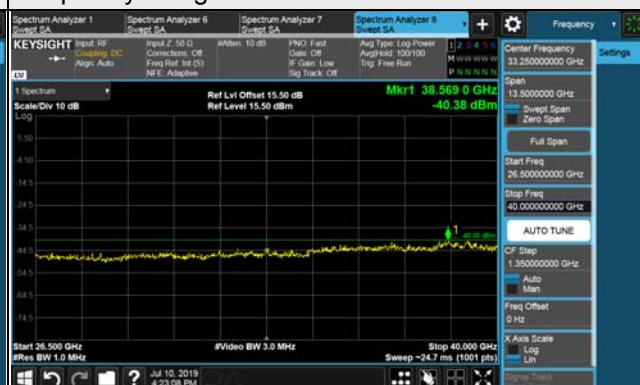 Spectrum Analyzer 1
Swept SA
Spectrum Analyzer 6
Swept SA
Spectrum Analyzer 7
Swept SA
Spectrum Analyzer 8
Swept SA
Frequency
KEYSIGHT
Input: RF
Coupling: DC
Align: Auto
Input Z: 50 Ω
Corrections: Off
Freq Ref: Int (S)
NFE: Adaptive
#Atten: 10 dB
PNO: Fast
Gate: Off
IF Gain: Low
Sig Track: Off
Avg Type: Log-Power
Avg|Hold: 100/100
Trig: Free Run
1 2 3 4 5 6
M W W W W W
P N N N N N
LXI
1 Spectrum
Scale/Div 10 dB
Log
Ref Lvl Offset 15.50 dB
Ref Level 15.50 dBm
Mkr1 38.569 0 GHz
-40.38 dBm
5.50
-4.50
-14.5
-24.5
-34.5
-44.5
-54.5
-64.5
-74.5
1
Start 26.500 GHz
#Res BW 1.0 MHz
#Video BW 3.0 MHz
Stop 40.000 GHz
Sweep ~24.7 ms (1001 pts)
Jul 10, 2019
4:23:08 PM
Center Frequency
33.250000000 GHz
Settings
Span
13.5000000 GHz
Swept Span
Zero Span
Full Span
Start Freq
26.500000000 GHz
Stop Freq
40.000000000 GHz
AUTO TUNE
CF Step
1.350000000 GHz
Auto
Man
Freq Offset
0 Hz
X Axis Scale
Log
Lin
Signal Track